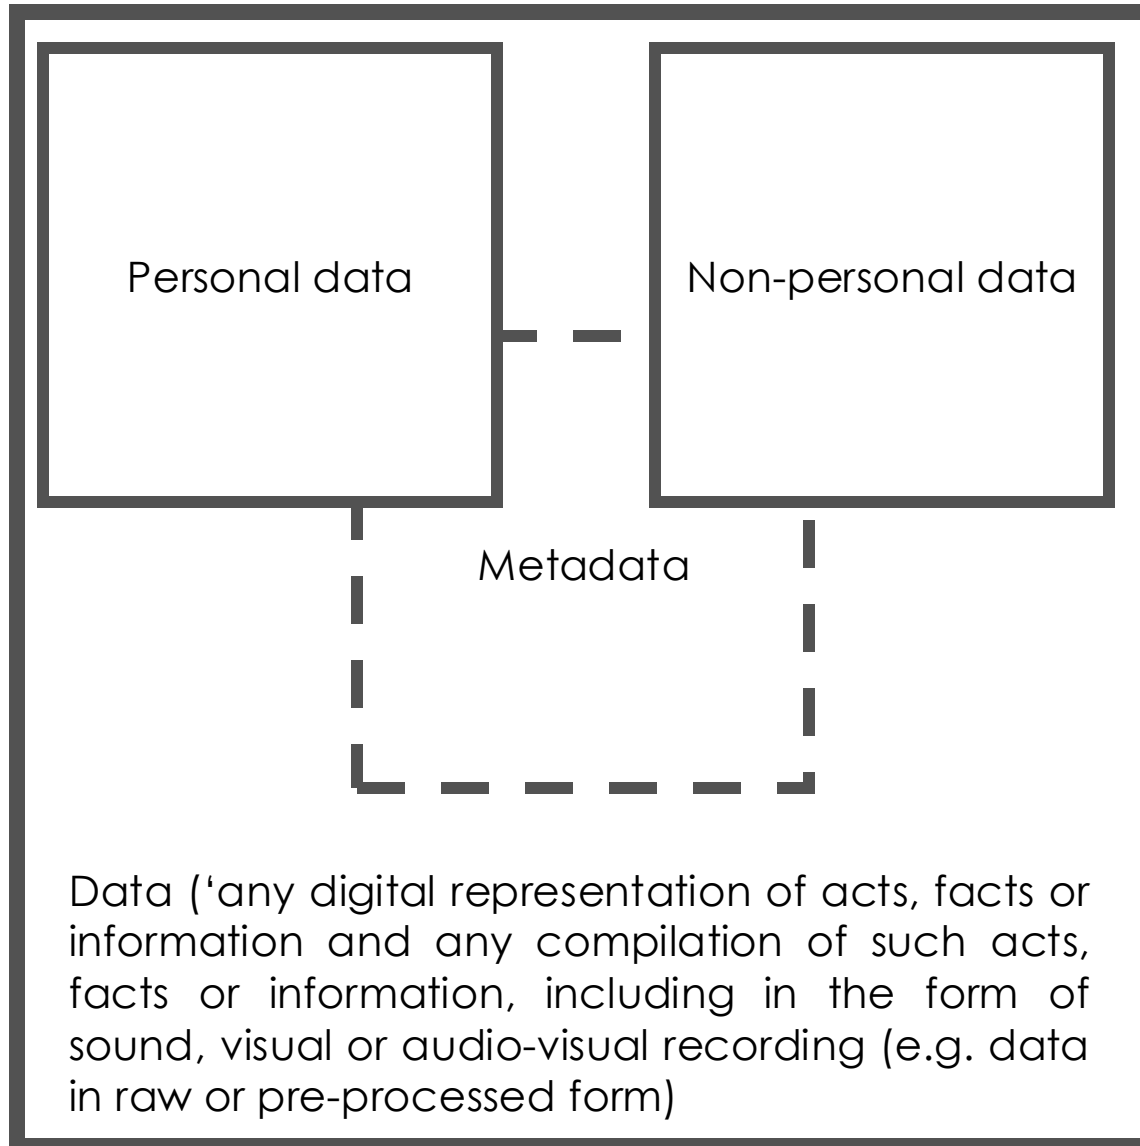 Personal data
Non-personal data
Metadata
Data (‘any digital representation of acts, facts or
information and any compilation of such acts,
facts or information, including in the form of
sound, visual or audio-visual recording (e.g. data
in raw or pre-processed form)